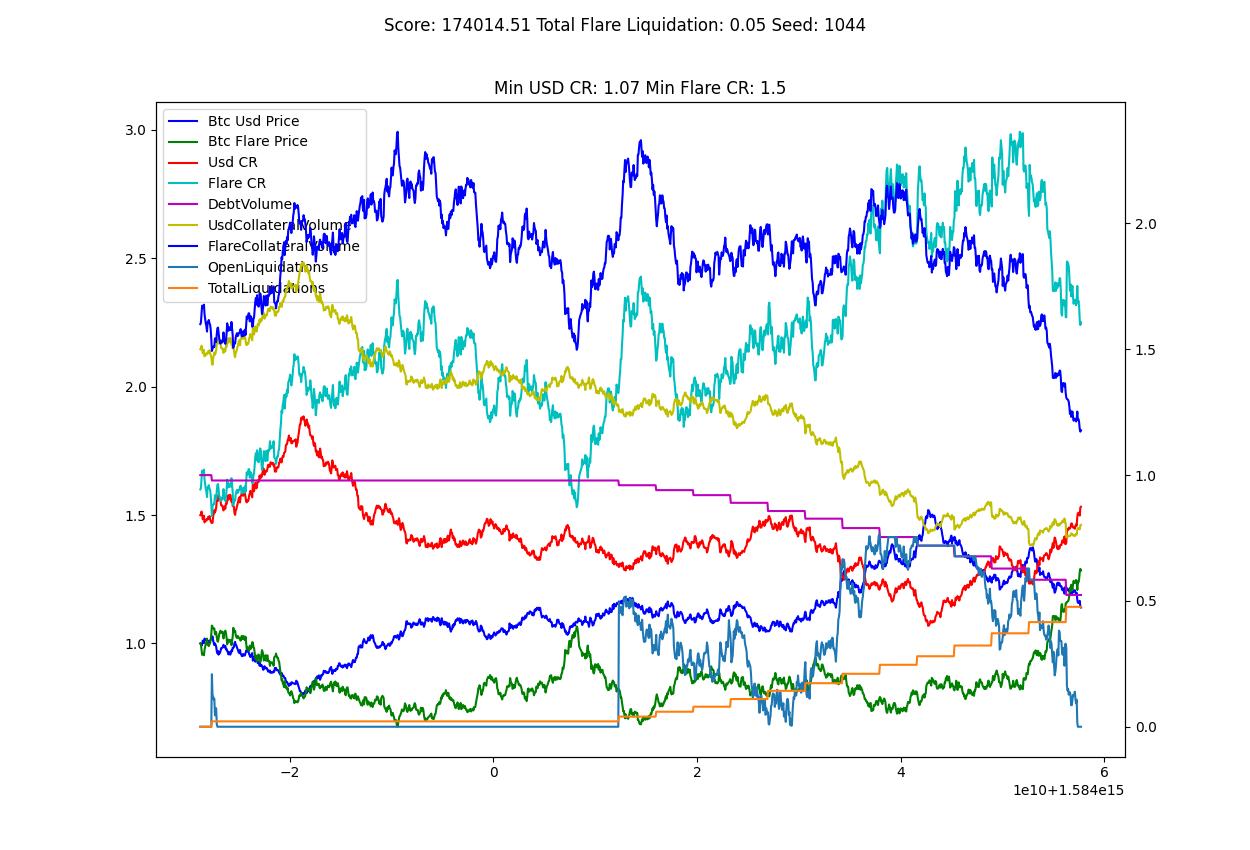 Score: 174014.51 Total Flare Liquidation: 0.05 Seed: 1044
Min USD CR: 1.07 Min Flare CR: 1.5
Btc Usd Price
Btc Flare Price
Usd CR
Flare CR
DebtVolume
UsdCollateralVolume
FlareCollateralVolume
OpenLiquidations
TotalLiquidations
3.0
2.5
2.0
1.5
1.0
2.0
1.5
1.0
0.5
0.0
−2 0 2 4 6
1e10+1.584e15